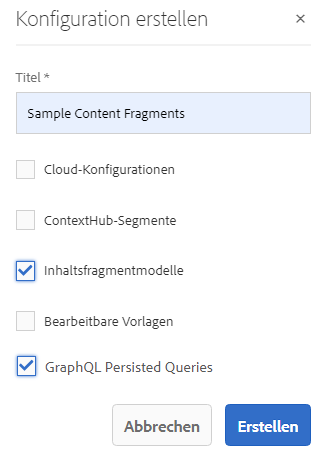 Konfiguration erstellen
Titel *
Sample Content Fragments
Cloud-Konfigurationen
ContextHub-Segmente
Inhaltsfragmentmodelle
Bearbeitbare Vorlagen
GraphQL Persisted Queries
Abbrechen Erstellen